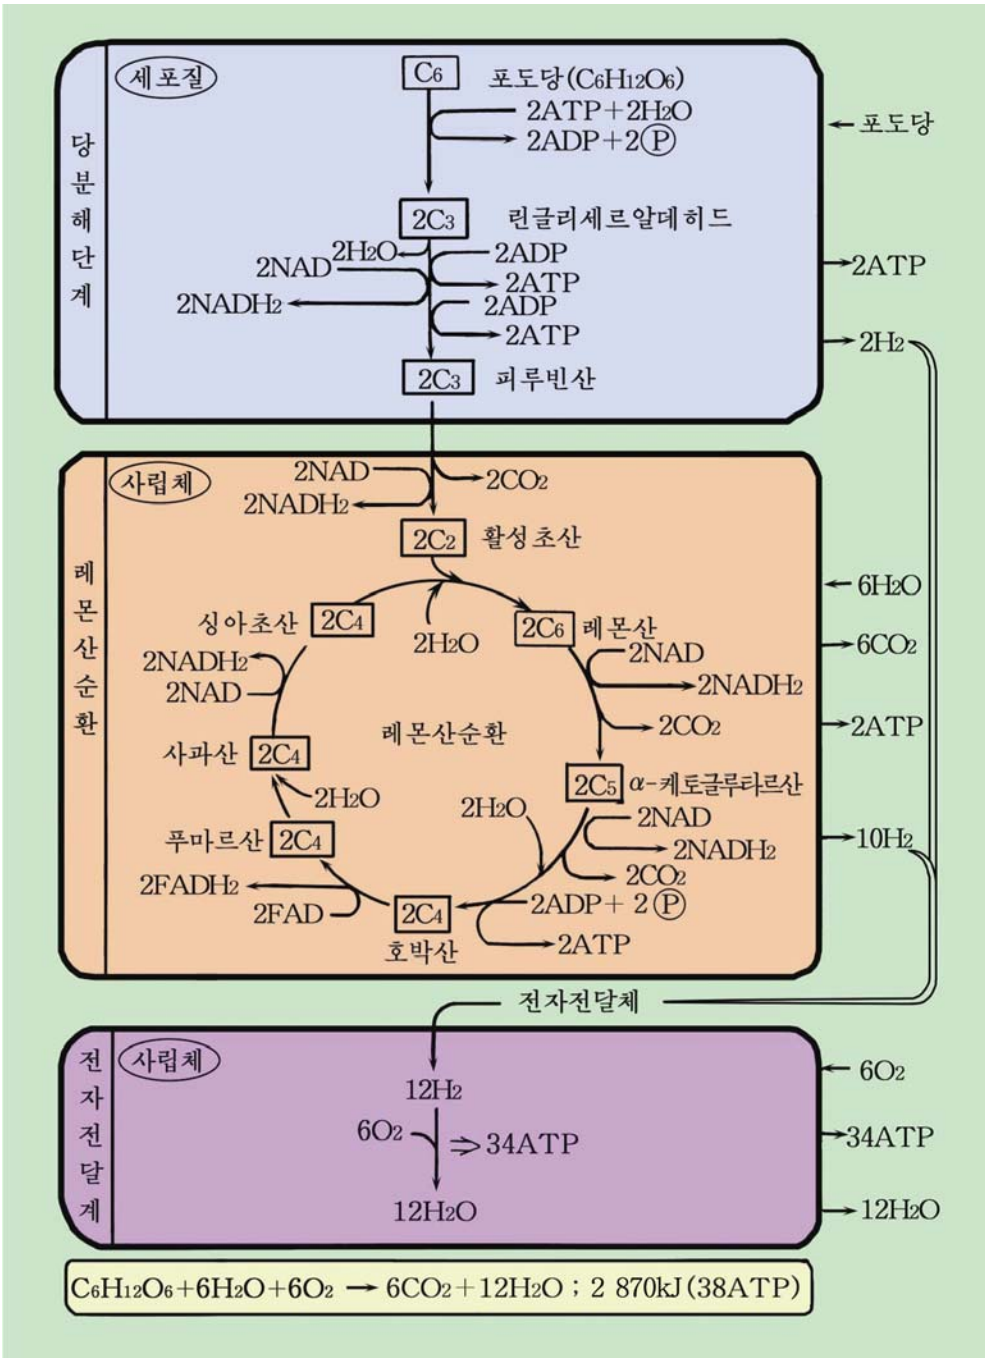 당분해단계
세포질
C6
포도당(C6H12O6)
2ATP+2H2O
2ADP+2Ⓟ
2C3
린글리세르알데히드
2H2O
2ADP
2NAD
2ATP
2NADH2
2ADP
2ATP
2C3
피루빈산
포도당
2ATP
2H2
레몬산순환
사립체
2NAD
2CO2
2NADH2
2C2
활성초산
싱아초산
2C4
2H2O
2C6
레몬산
2NADH2
2NAD
2NAD
2NADH2
2CO2
레몬산순환
사파산
2C4
2C5
α-케토글루타르산
2H2O
2H2O
2NAD
푸마르산
2C4
2NADH2
2CO2
2FADH2
2FAD
2C4
2ADP+2Ⓟ
호박산
2ATP
6H2O
6CO2
2ATP
10H2
전자전달체
전자전달계
사립체
12H2
6O2
34ATP
12H2O
6O2
34ATP
12H2O
C6H12O6+6H2O+6O2 → 6CO2+12H2O ; 2 870kJ(38ATP)